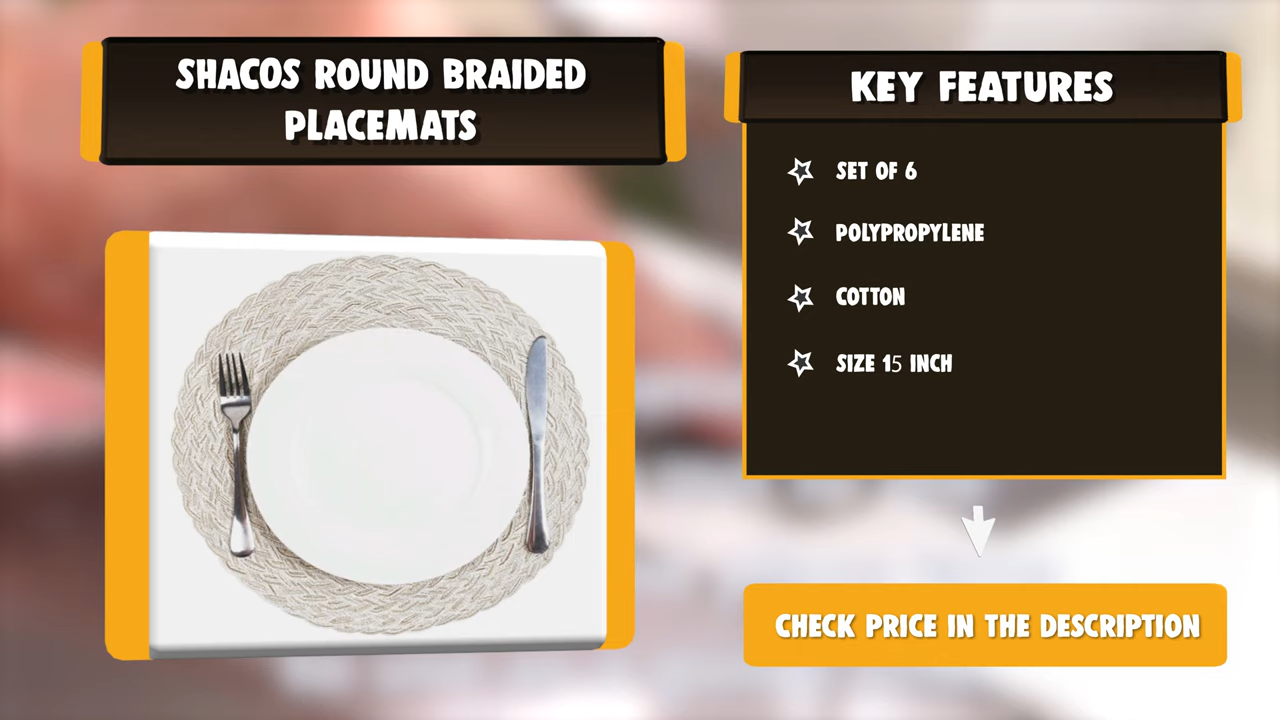 SHACOS ROUND BRAIDED
PLACEMATS
KEY FEATURES
SET OF 6
POLYPROPYLENE
COTTON
SIZE 15 INCH
CHECK PRICE IN THE DESCRIPTION